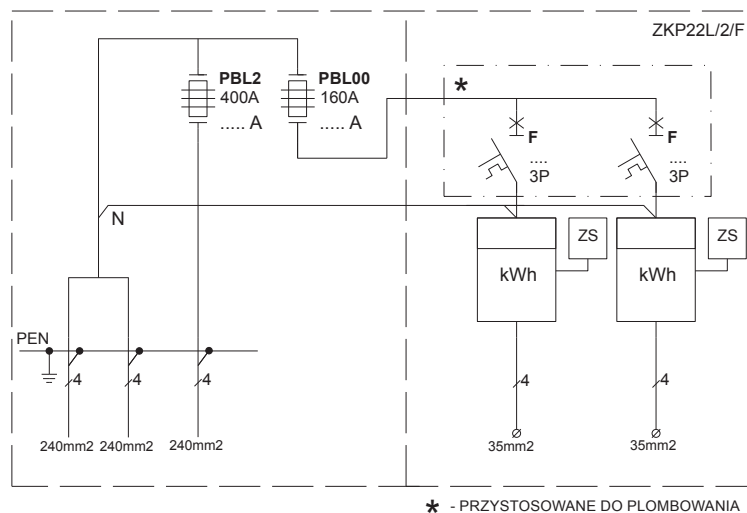 ZKP22L/2/F
PBL2
400A
..... A
PBL00
160A
..... A
*
F
....
3P
F
....
3P
N
kWh
ZS
kWh
ZS
PEN
4
4
4
4
4
240mm2 240mm2 240mm2
35mm2
35mm2
* - PRZYSTOSOWANE DO PLOMBOWANIA